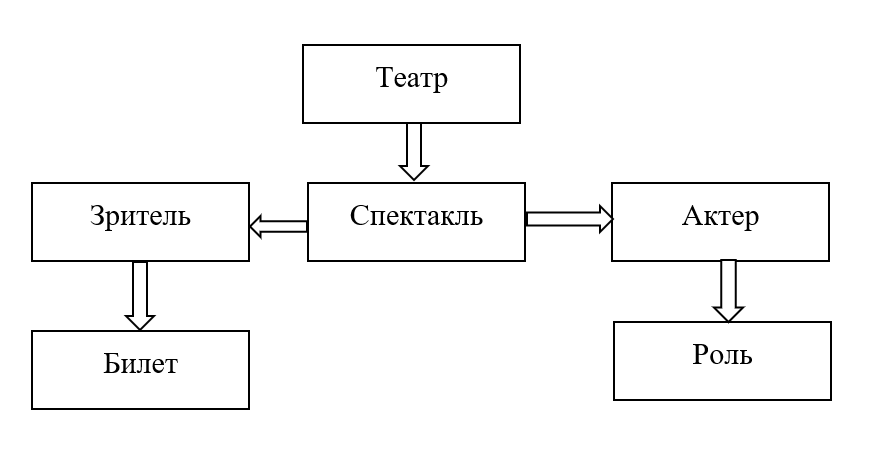 Театр
Зритель
Спектакль
Актер
Билет
Роль